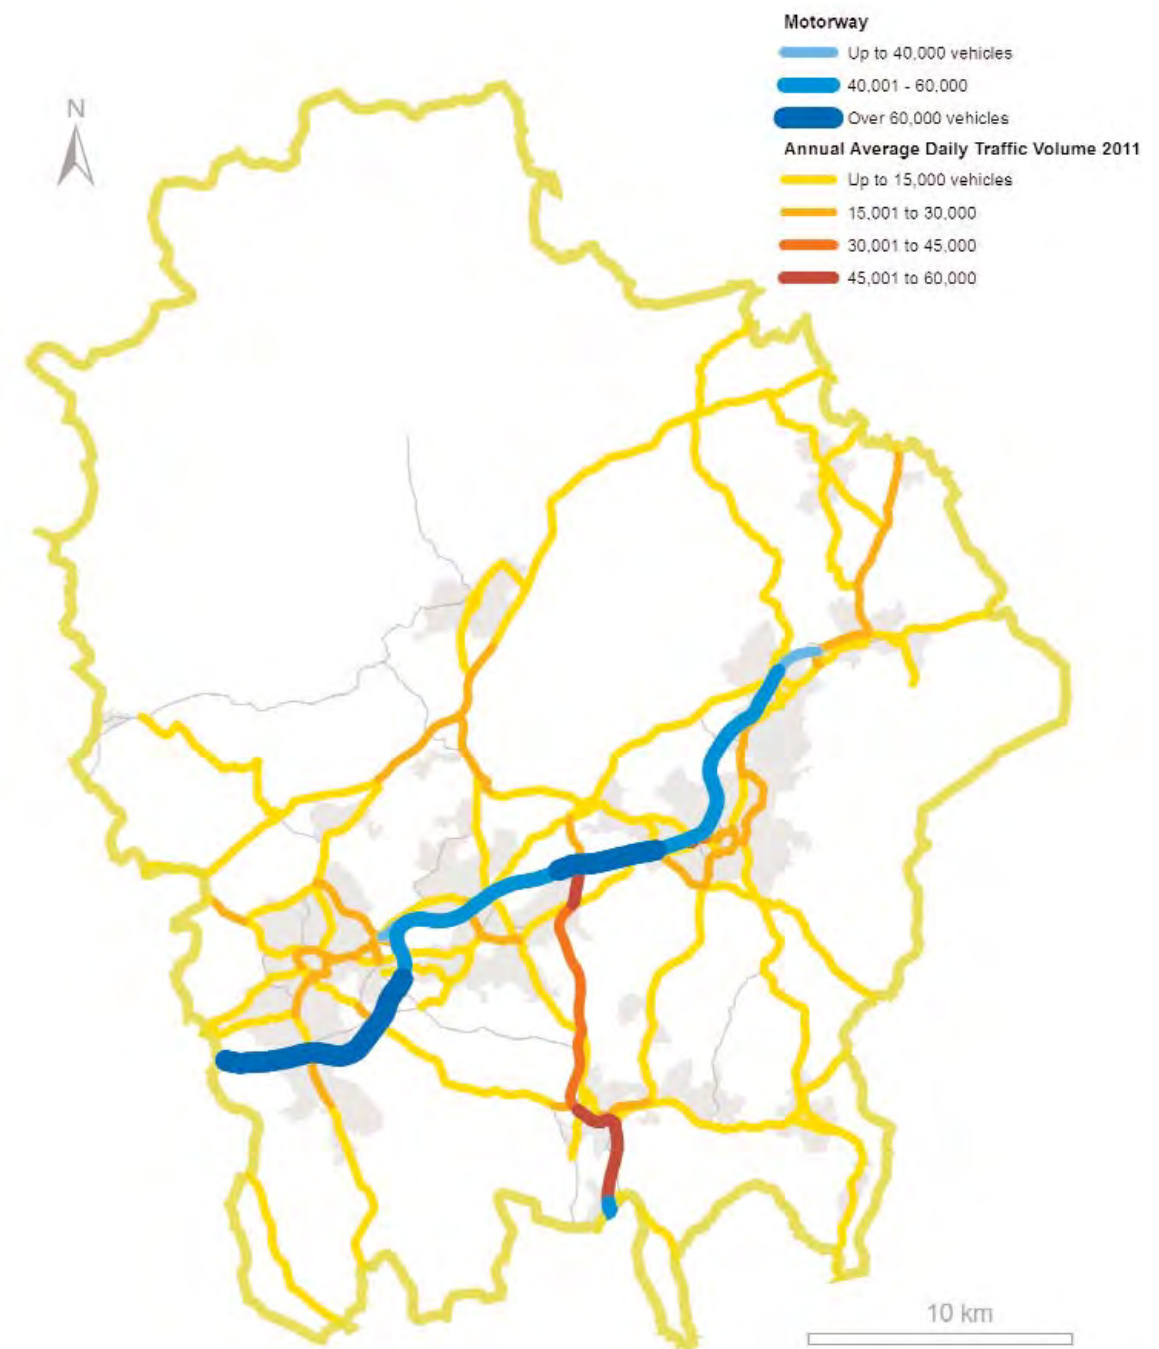 Motorway
Up to 40,000 vehicles
40,001 - 60,000
Over 60,000 vehicles
Annual Average Daily Traffic Volume 2011
Up to 15,000 vehicles
15,001 to 30,000
30,001 to 45,000
45,001 to 60,000
N
10 km